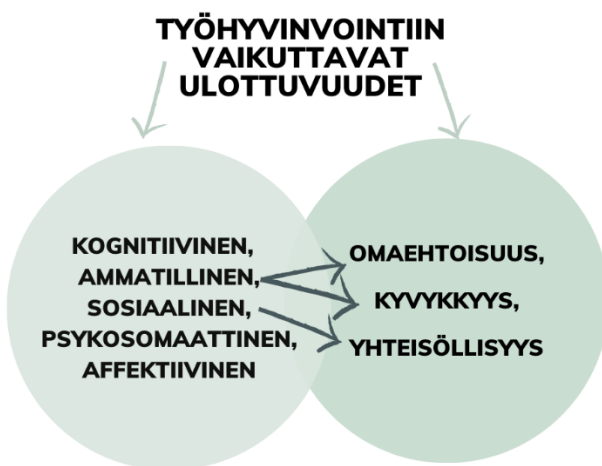 TYÖHYVINVOINTIIN
VAIKUTTAVAT
ULOTTUVUUDET
KOGNITIIVINEN,
AMMATILLINEN,
SOSIAALINEN,
PSYKOSOMAATTINEN,
AFFEKTIIVINEN
OMAEHTOISUUS,
KYVYKKYYS,
YHTEISÖLLISYYS